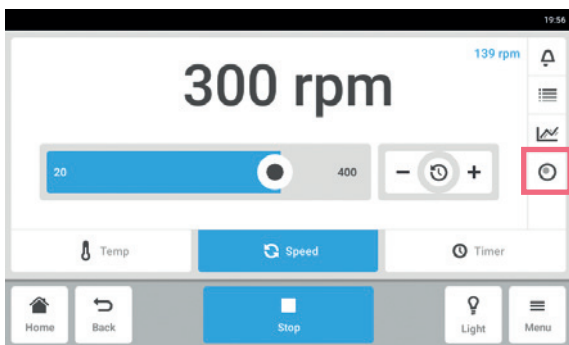 19:56
139 rpm
300 rpm
20
400
Temp
Speed
Timer
Home
Back
Stop
Light
Menu